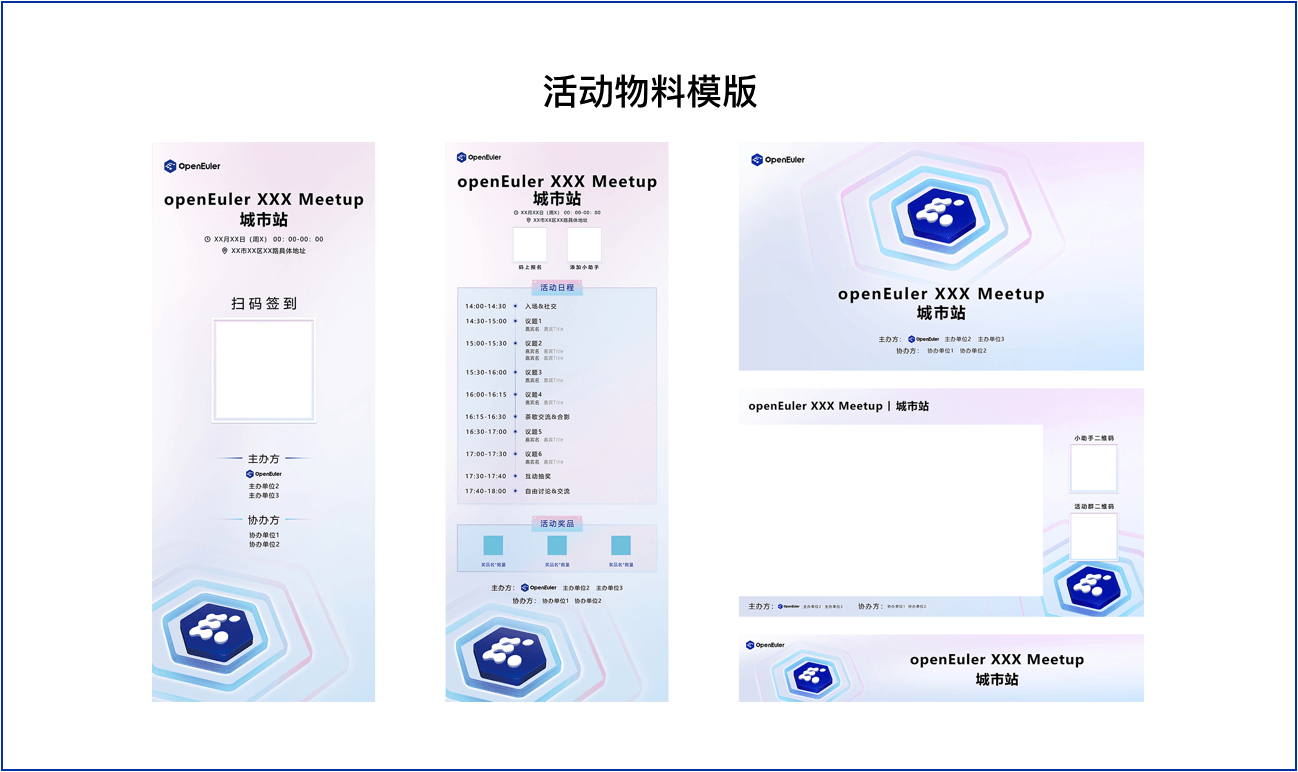 活动物料模版
OpenEuler
openEuler XXX Meetup
城市站
XX月XX日（周X） 00：00-00：00
XX市XX区XX路具体地址
扫码签到
主办方
OpenEuler
主办单位2
主办单位3
协办方
协办单位1
协办单位2
OpenEuler
openEuler XXX Meetup
城市站
XX月XX日（周X） 00：00-00：00
XX市XX区XX路具体地址
码上报名 添加小助手
活动日程
14:00-14:30 入场&社交
14:30-15:00 议题1
嘉宾名 嘉宾Title
15:00-15:30 议题2
嘉宾名 嘉宾Title
嘉宾名 嘉宾Title
15:30-16:00 议题3
嘉宾名 嘉宾Title
16:00-16:15 议题4
嘉宾名 嘉宾Title
16:15-16:30 茶歇交流&合影
16:30-17:00 议题5
嘉宾名 嘉宾Title
17:00-17:30 议题6
嘉宾名 嘉宾Title
17:30-17:40 互动抽奖
17:40-18:00 自由讨论&交流
活动奖品
奖品名*数量 奖品名*数量 奖品名*数量
主办方： OpenEuler 主办单位2 主办单位3
协办方： 协办单位1 协办单位2
OpenEuler
openEuler XXX Meetup
城市站
主办方： OpenEuler 主办单位2 主办单位3
协办方： 协办单位1 协办单位2
openEuler XXX Meetup | 城市站
小助手二维码
活动群二维码
主办方： OpenEuler 主办单位2 主办单位3 协办方： 协办单位1 协办单位2
OpenEuler
openEuler XXX Meetup
城市站